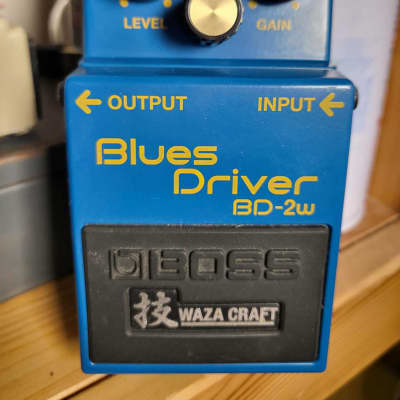 LEVEL GAIN
← OUTPUT INPUT ←
Blues
Driver
BD-2w
BOSS
技 WAZA CRAFT